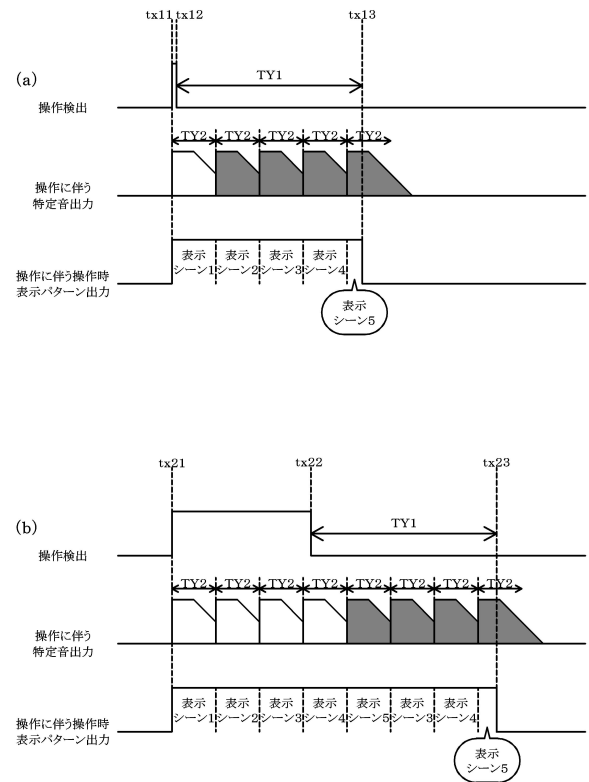 tx11 tx12 tx13
(a)
TY1
操作検出
TY2 TY2 TY2 TY2 TY2
操作に伴う
特定音出力
表示 表示 表示 表示
シーン1 シーン2 シーン3 シーン4
操作に伴う操作時
表示パターン出力
表示
シーン5
tx21 tx22 tx23
(b)
TY1
操作検出
TY2 TY2 TY2 TY2 TY2 TY2 TY2 TY2
操作に伴う
特定音出力
表示 表示 表示 表示 表示 表示 表示
シーン1 シーン2 シーン3 シーン4 シーン5 シーン3 シーン4
操作に伴う操作時
表示パターン出力
表示
シーン5